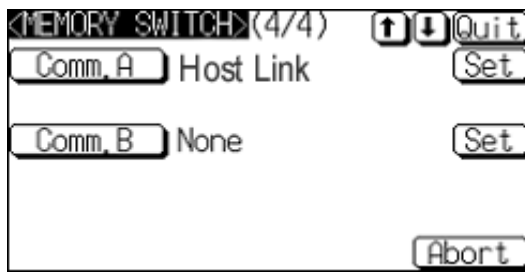 <MEMORY SWITCH>(4/4) ↑ ↓ Quit
Comm.A Host Link Set
Comm.B None Set
Abort